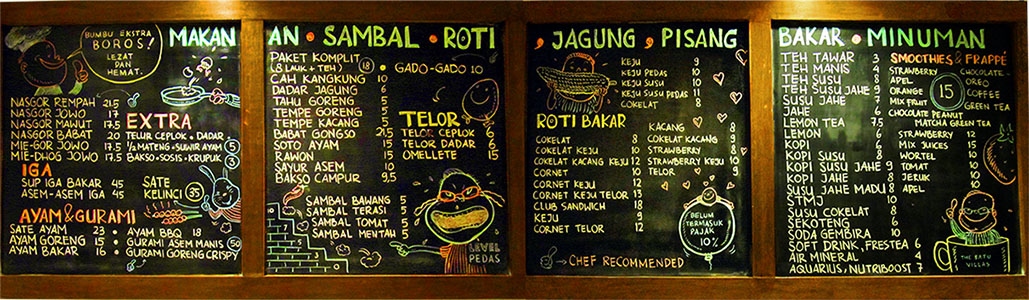 MAKAN
BUMBU EKSTRA
BOROS!
LEZAT
DAN
HEMAT.
NASGOR REMPAH 21.5
NASGOR JOWO 17
NASGOR MAWUT 17.5
NASGOR BABAT 20
MIE-GOR JOWO 17.5
MIE-DHOG JOWO 17.5
EXTRA
TELUR CEPLOK • DADAR
1/2 MATENG • SUWIR AYAM 5
BAKSO • SOSIS • KRUPUK 3
IGA
SUP IGA BAKAR 45
ASEM-ASEM IGA 45
SATE
KELINCI 35
AYAM & GURAMI
SATE AYAM 23
AYAM GORENG 15
AYAM BAKAR 16
• AYAM BBQ 18
• GURAMI ASEM MANIS 50
• GURAMI GORENG CRISPY
AN • SAMBAL • ROTI
PAKET KOMPLIT
(8 LAUK + TEH) 18
CAH KANGKUNG 10
DADAR JAGUNG 6
TAHU GORENG 5
TEMPE GORENG 5
TEMPE KACANG 5
BABAT GONGSO 21,5
SOTO AYAM 15
RAWON 15
SAYUR ASEM 5
BAKSO CAMPUR 9,5
• GADO-GADO 10
TELOR
TELOR CEPLOK 6
TELOR DADAR 6
OMELLETE 15
SAMBAL BAWANG 5
SAMBAL TERASI 5
SAMBAL TOMAT 5
SAMBAL MENTAH 5
LEVEL
PEDAS
• JAGUNG • PISANG
KEJU 9
KEJU PEDAS 10
KEJU SUSU 10
KEJU SUSU PEDAS 11
COKELAT 8
ROTI BAKAR
COKELAT 8
COKELAT KEJU 10
COKELAT KACANG KEJU 12
CORNET 10
CORNET KEJU 12
CORNET KEJU TELOR 13
CLUB SANDWICH 18
KEJU 9
CORNET TELOR 12
KACANG 8
COKELAT KACANG 9
STRAWBERRY 8
STRAWBERRY KEJU 10
TELOR 9
BELUM
TERMASUK
PAJAK
10%
CHEF RECOMMENDED
BAKAR • MINUMAN
TEH TAWAR 3
TEH MANIS 4
TEH SUSU 8
TEH SUSU JAHE 9
SUSU JAHE 7
JAHE 6
LEMON TEA 7.5
LEMON 6
KOPI 5
KOPI SUSU 8
KOPI SUSU JAHE 9
KOPI JAHE 8
SUSU JAHE MADU 8
STMJ
SUSU COKELAT 8
SEKOTENG 6
SODA GEMBIRA 10
SOFT DRINK, FRESTEA 6
AIR MINERAL 4
AQUARIUS, NUTRIBOOST 7
SMOOTHIES & FRAPPÉ
STRAWBERRY
APEL
ORANGE
MIX FRUIT
15
CHOCOLATE
OREO
COFFEE
GREEN TEA
CHOCOLATE PEANUT
MATCHA GREEN TEA
STRAWBERRY 12
MIX JUICES 15
WORTEL 10
TOMAT 10
JERUK 10
APEL 10
THE BATU
VILLAS